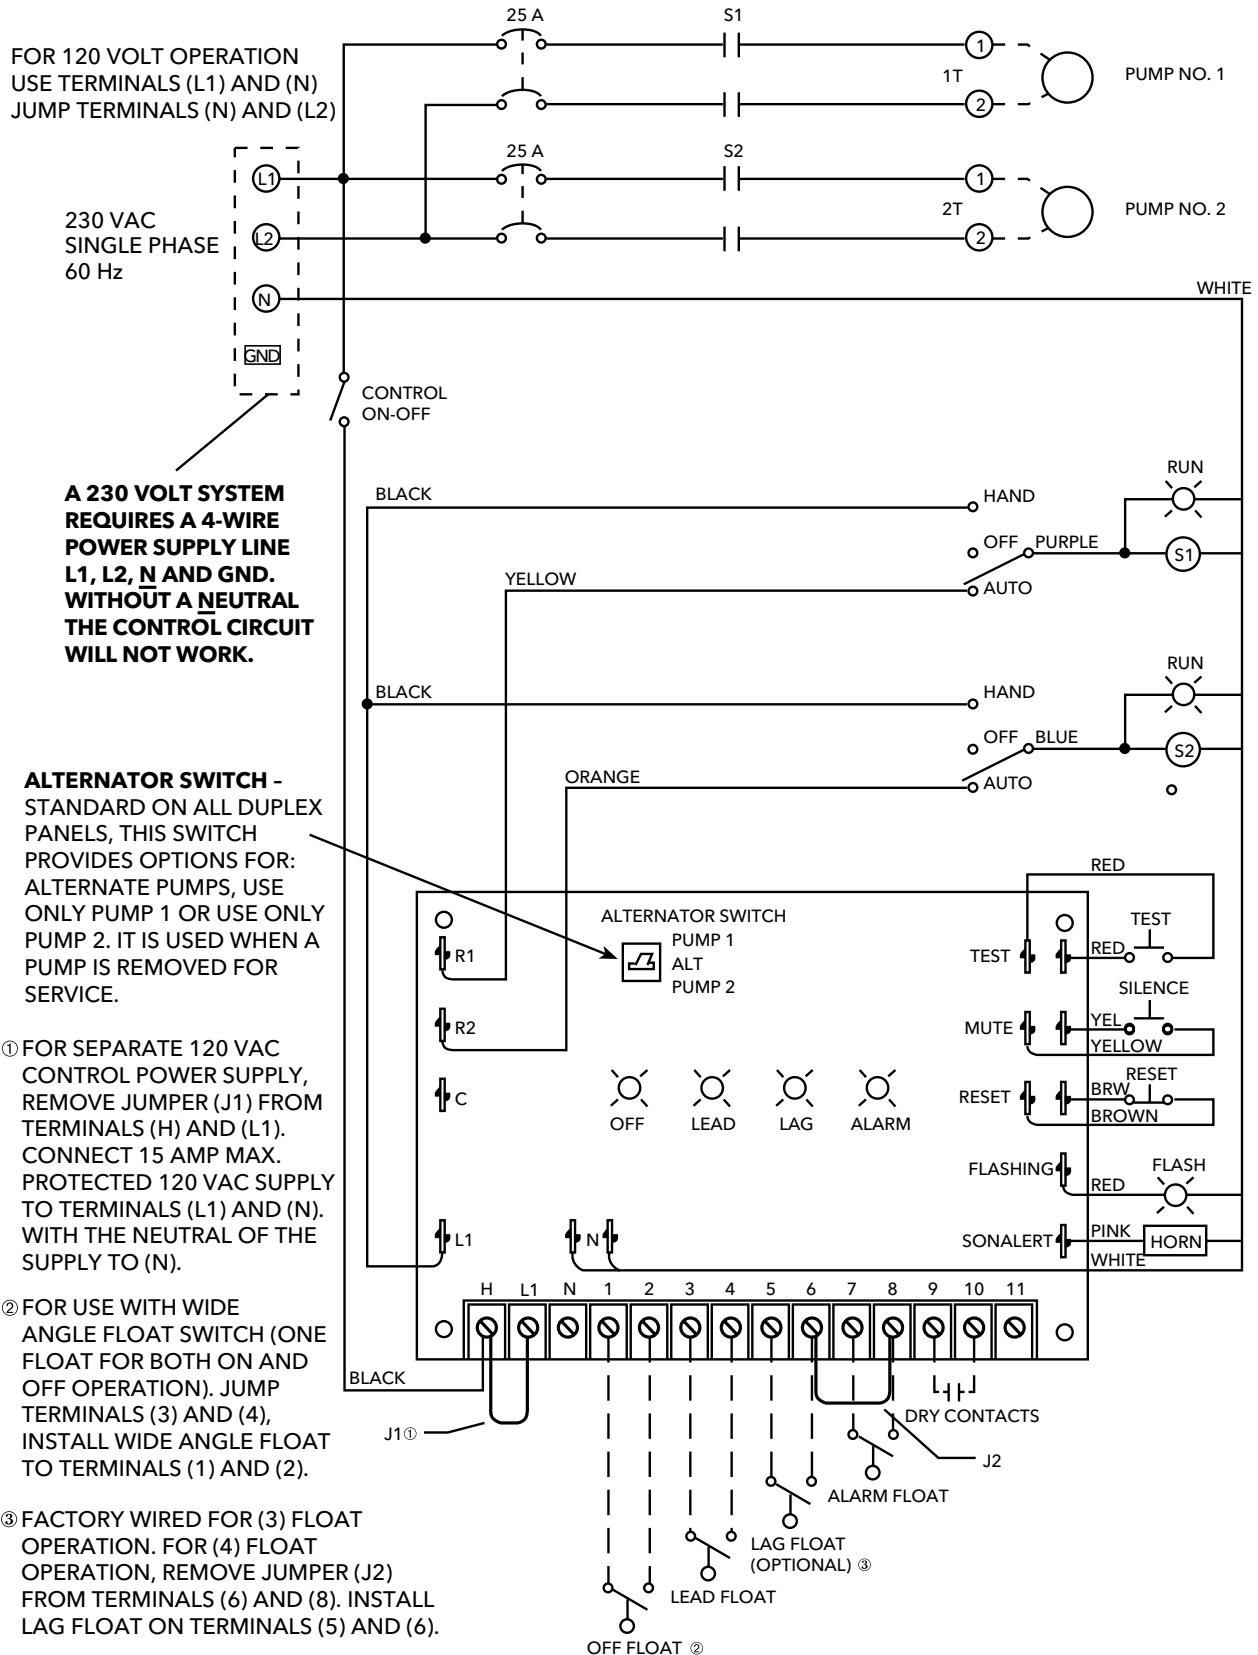 25 A
S1
FOR 120 VOLT OPERATION
USE TERMINALS (L1) AND (N)
JUMP TERMINALS (N) AND (L2)
1
1T
2
PUMP NO. 1
25 A
S2
1
2T
2
PUMP NO. 2
L1
L2
N
GND
230 VAC
SINGLE PHASE
60 Hz
WHITE
CONTROL
ON-OFF
A 230 VOLT SYSTEM
REQUIRES A 4-WIRE
POWER SUPPLY LINE
L1, L2, N AND GND.
WITHOUT A NEUTRAL
THE CONTROL CIRCUIT
WILL NOT WORK.
BLACK
HAND
RUN
OFF
PURPLE
S1
YELLOW
AUTO
BLACK
HAND
RUN
OFF
BLUE
S2
ORANGE
AUTO
ALTERNATOR SWITCH –
STANDARD ON ALL DUPLEX
PANELS, THIS SWITCH
PROVIDES OPTIONS FOR:
ALTERNATE PUMPS, USE
ONLY PUMP 1 OR USE ONLY
PUMP 2. IT IS USED WHEN A
PUMP IS REMOVED FOR
SERVICE.
① FOR SEPARATE 120 VAC
CONTROL POWER SUPPLY,
REMOVE JUMPER (J1) FROM
TERMINALS (H) AND (L1).
CONNECT 15 AMP MAX.
PROTECTED 120 VAC SUPPLY
TO TERMINALS (L1) AND (N).
WITH THE NEUTRAL OF THE
SUPPLY TO (N).
② FOR USE WITH WIDE
ANGLE FLOAT SWITCH (ONE
FLOAT FOR BOTH ON AND
OFF OPERATION). JUMP
TERMINALS (3) AND (4),
INSTALL WIDE ANGLE FLOAT
TO TERMINALS (1) AND (2).
③ FACTORY WIRED FOR (3) FLOAT
OPERATION. FOR (4) FLOAT
OPERATION, REMOVE JUMPER (J2)
FROM TERMINALS (6) AND (8). INSTALL
LAG FLOAT ON TERMINALS (5) AND (6).
ALTERNATOR SWITCH
PUMP 1
ALT
PUMP 2
R1
R2
C
L1
N
OFF
LEAD
LAG
ALARM
RED
TEST
TEST
RED
SILENCE
MUTE
YEL
YELLOW
RESET
RESET
BRW
BROWN
FLASHING
FLASH
RED
SONALERT
PINK
HORN
WHITE
H L1 N 1 2 3 4 5 6 7 8 9 10 11
BLACK
J1①
DRY CONTACTS
J2
ALARM FLOAT
LAG FLOAT
(OPTIONAL) ③
LEAD FLOAT
OFF FLOAT ②